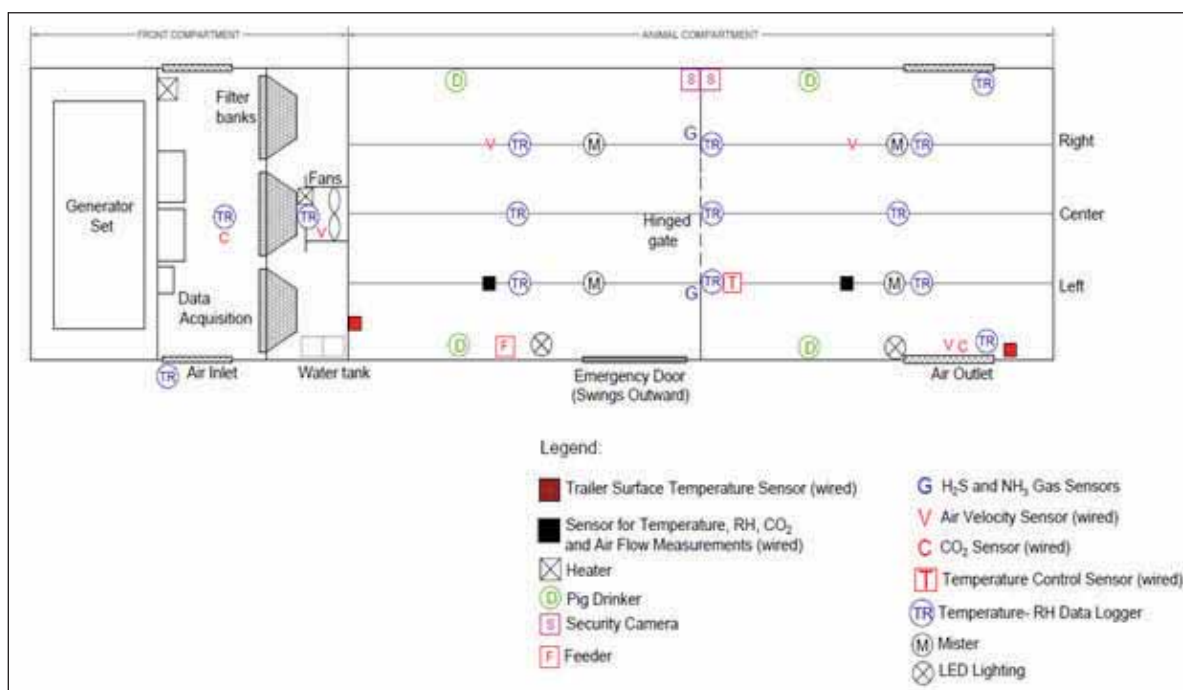 FRONT COMPARTMENT
ANIMAL COMPARTMENT
D
S S
D
TR
Filter
banks
G
V TR M TR V M TR
Right
Fans
Generator
Set
TR
C
TR
V
TR
Hinged
gate
TR
TR
Center
TR M TR T M TR
G
Left
Data
Acquisition
D F D V C TR
TR
Air Inlet
Water tank
Emergency Door
(Swings Outward)
Air Outlet
Legend:
Trailer Surface Temperature Sensor (wired)
Sensor for Temperature, RH, CO₂
and Air Flow Measurements (wired)
Heater
D Pig Drinker
S Security Camera
F Feeder
G H₂S and NH₃ Gas Sensors
V Air Velocity Sensor (wired)
C CO₂ Sensor (wired)
T Temperature Control Sensor (wired)
TR Temperature- RH Data Logger
M Mister
LED Lighting